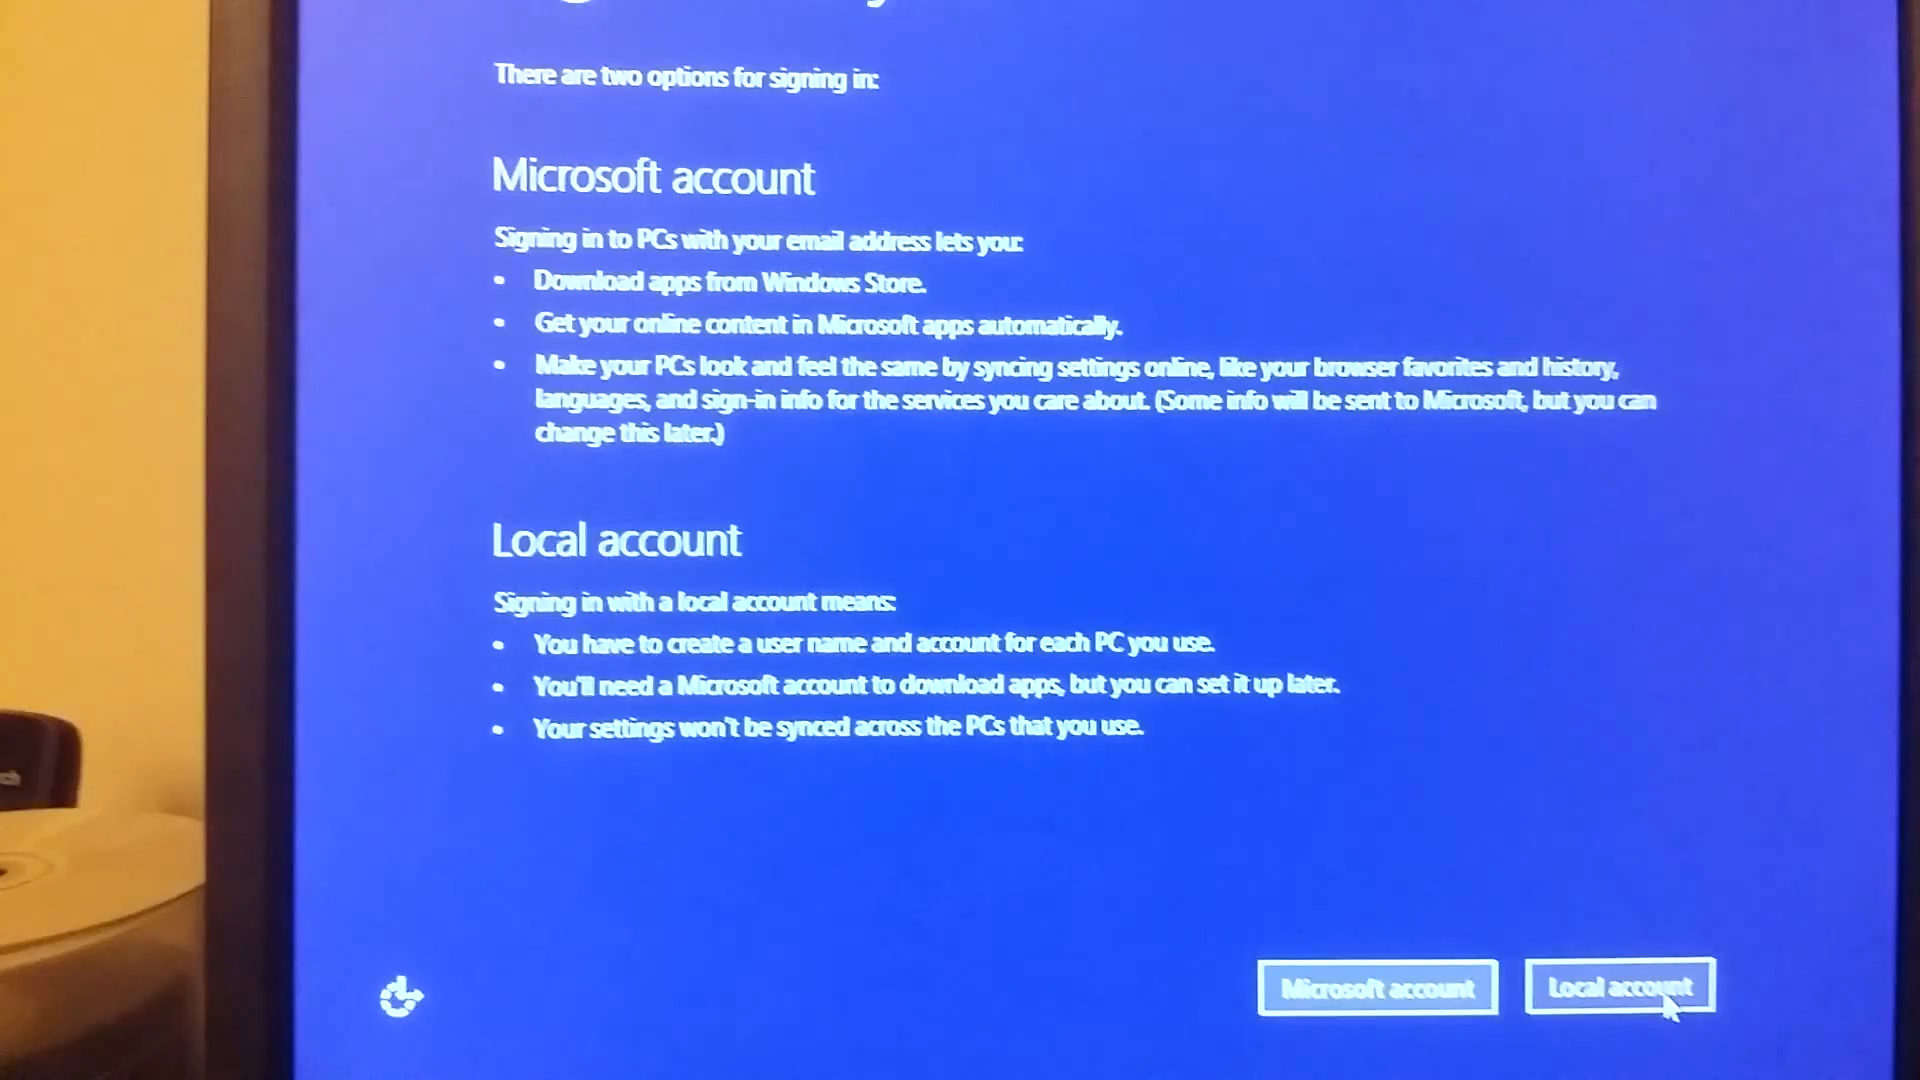 There are two options for signing in:
Microsoft account
Signing in to PCs with your email address lets you:
• Download apps from Windows Store.
• Get your online content in Microsoft apps automatically.
• Make your PCs look and feel the same by syncing settings online, like your browser favorites and history,
languages, and sign-in info for the services you care about. (Some info will be sent to Microsoft, but you can
change this later.)
Local account
Signing in with a local account means:
• You have to create a user name and account for each PC you use.
• You'll need a Microsoft account to download apps, but you can set it up later.
• Your settings won't be synced across the PCs that you use.
Microsoft account
Local account